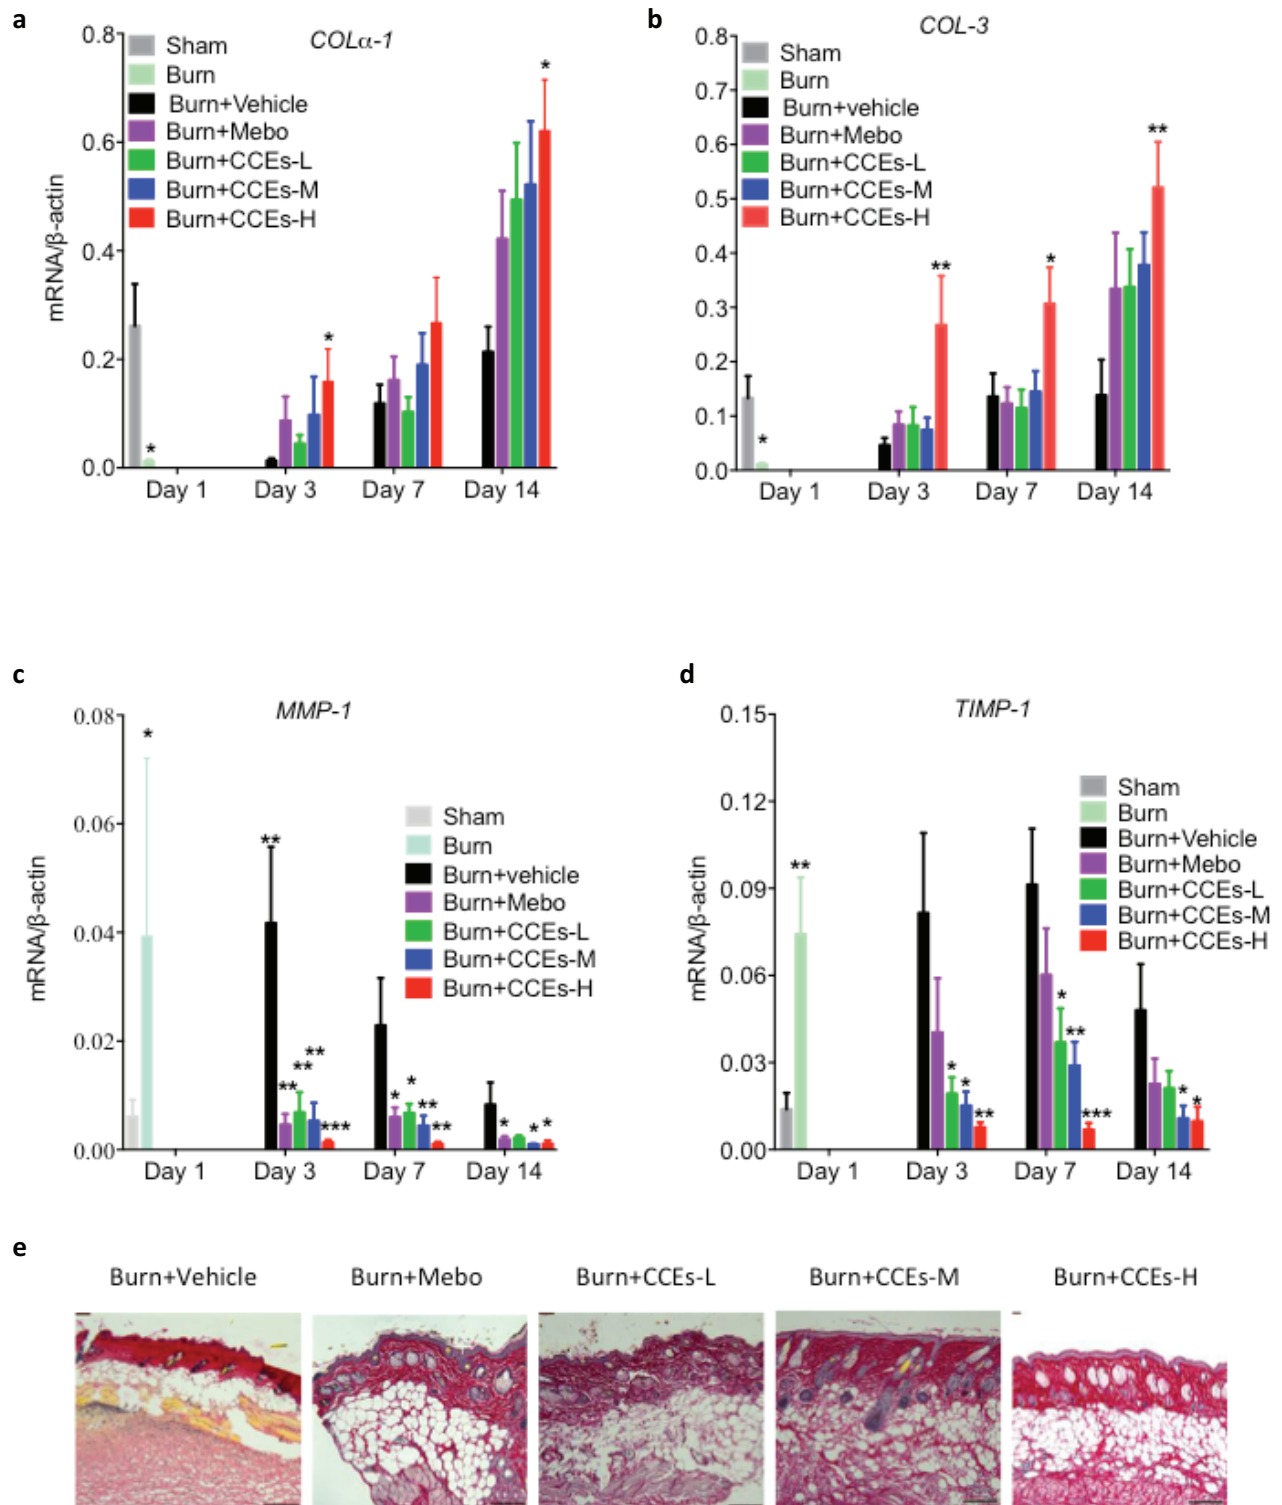 a
COLα-1
0.8
0.6
0.4
0.2
0.0
mRNA/β-actin
Sham
Burn
Burn+Vehicle
Burn+Mebo
Burn+CCEs-L
Burn+CCEs-M
Burn+CCEs-H
*
*
*
Day 1 Day 3 Day 7 Day 14
b
COL-3
0.8
0.7
0.6
0.5
0.4
0.3
0.2
0.1
0.0
Sham
Burn
Burn+vehicle
Burn+Mebo
Burn+CCEs-L
Burn+CCEs-M
Burn+CCEs-H
*
**
*
**
Day 1 Day 3 Day 7 Day 14
c
MMP-1
0.08
0.06
0.04
0.02
0.00
mRNA/β-actin
Sham
Burn
Burn+vehicle
Burn+Mebo
Burn+CCEs-L
Burn+CCEs-M
Burn+CCEs-H
*
**
** ** ** ***
* * ** **
* * *
Day 1 Day 3 Day 7 Day 14
d
TIMP-1
0.15
0.12
0.09
0.06
0.03
0.00
mRNA/β-actin
Sham
Burn
Burn+Vehicle
Burn+Mebo
Burn+CCEs-L
Burn+CCEs-M
Burn+CCEs-H
**
* * **
* ** ***
* *
Day 1 Day 3 Day 7 Day 14
e
Burn+Vehicle Burn+Mebo Burn+CCEs-L Burn+CCEs-M Burn+CCEs-H